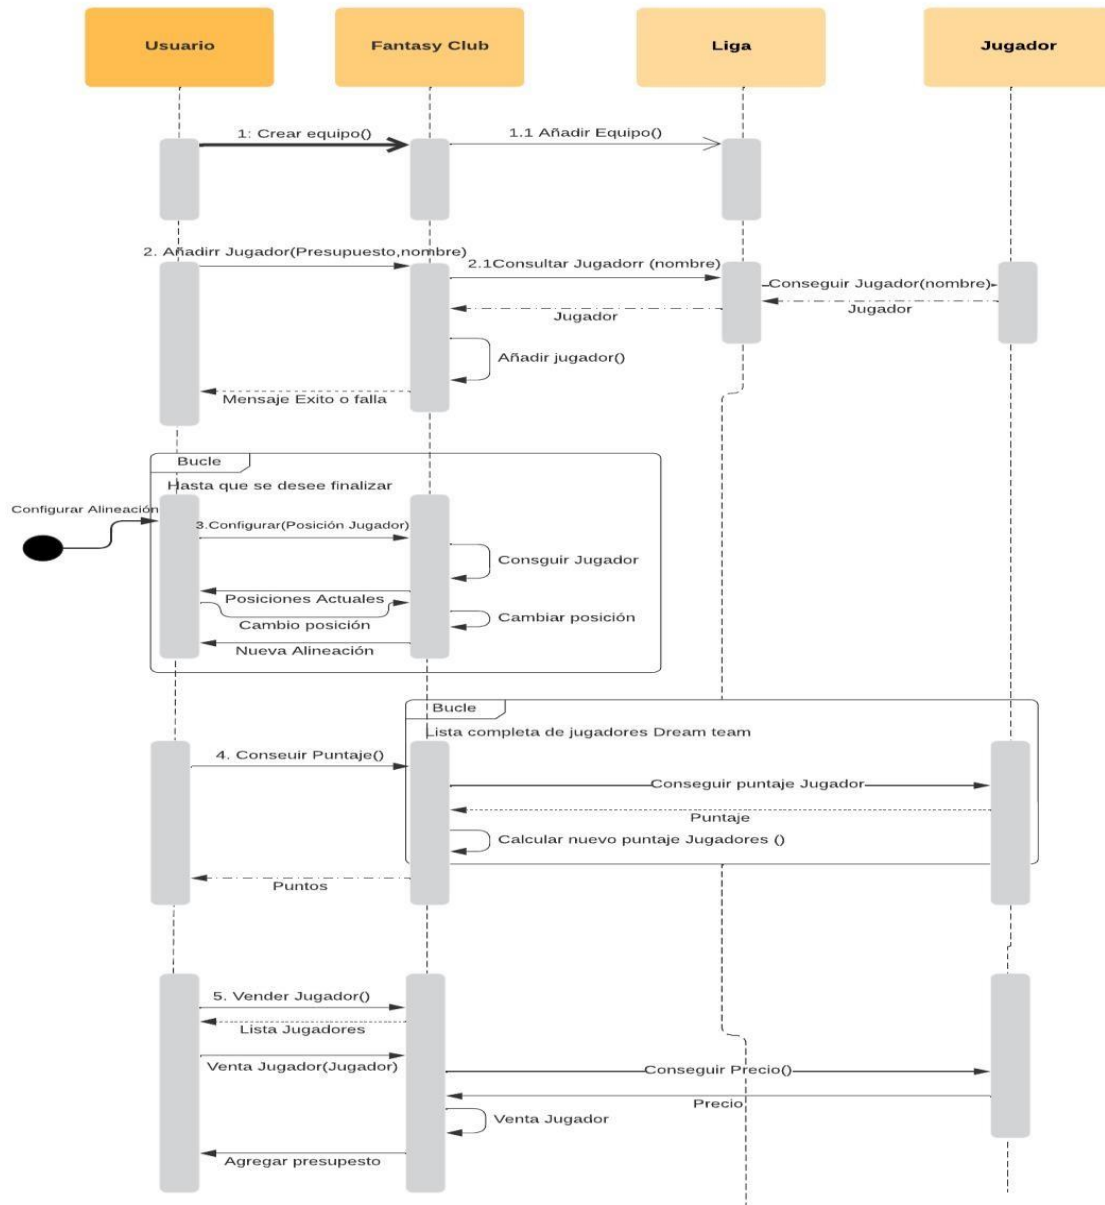 Usuario
Fantasy Club
Liga
Jugador
1: Crear equipo()
1.1 Añadir Equipo()
2. Añadirr Jugador(Presupuesto,nombre)
2.1Consultar Jugadorr (nombre)
Conseguir Jugador(nombre)
Jugador
Jugador
Añadir jugador()
Mensaje Exito o falla
Bucle
Hasta que se desee finalizar
Configurar Alineación
3.Configurar(Posición Jugador)
Consguir Jugador
Posiciones Actuales
Cambio posición
Cambiar posición
Nueva Alineación
Bucle
Lista completa de jugadores Dream team
4. Conseuir Puntaje()
Conseguir puntaje Jugador
Puntaje
Calcular nuevo puntaje Jugadores ()
Puntos
5. Vender Jugador()
Lista Jugadores
Venta Jugador(Jugador)
Conseguir Precio()
Precio
Venta Jugador
Agregar presupesto